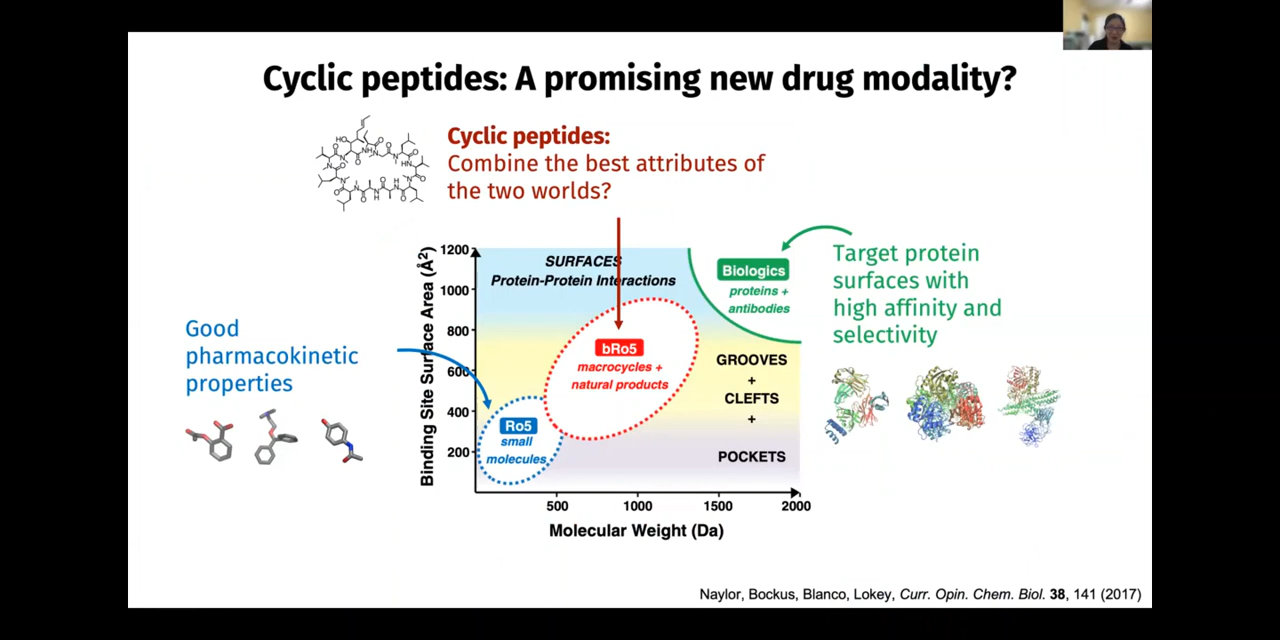 Cyclic peptides: A promising new drug modality?
Cyclic peptides:
Combine the best attributes of
the two worlds?
Good
pharmacokinetic
properties
Binding Site Surface Area (Å²)
1200
1000
800
600
400
200
SURFACES
Protein-Protein Interactions
Biologics
proteins +
antibodies
bRo5
macrocycles +
natural products
Ro5
small
molecules
GROOVES
+
CLEFTS
+
POCKETS
500
1000
1500
2000
Molecular Weight (Da)
Target protein
surfaces with
high affinity and
selectivity
Naylor, Bockus, Blanco, Lokey, Curr. Opin. Chem. Biol. 38, 141 (2017)